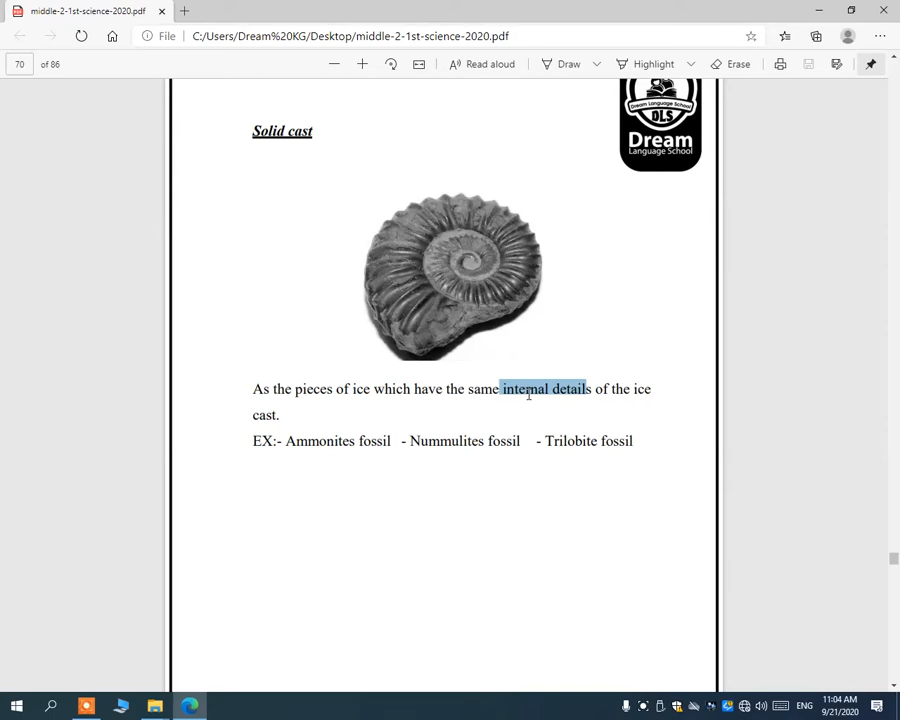 middle-2-1st-science-2020.pdf
File C:/Users/Dream%20KG/Desktop/middle-2-1st-science-2020.pdf
70 of 86 Read aloud Draw Highlight Erase
Dream Language School
DLS
Dream
Language School
Solid cast
As the pieces of ice which have the same internal details of the ice
cast.
EX:- Ammonites fossil - Nummulites fossil - Trilobite fossil
ENG
11:04 AM
9/21/2020